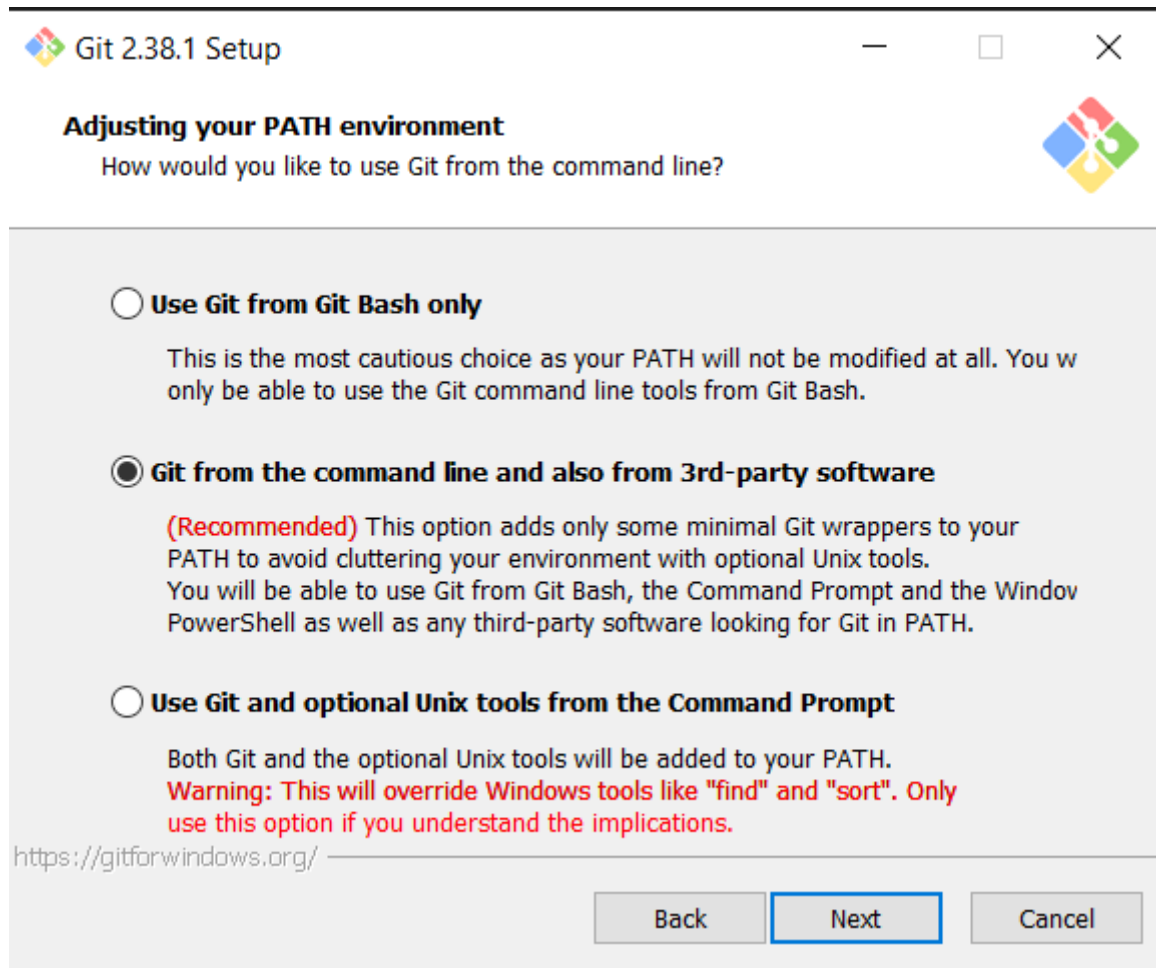 Git 2.38.1 Setup
Adjusting your PATH environment
How would you like to use Git from the command line?
Use Git from Git Bash only
This is the most cautious choice as your PATH will not be modified at all. You w
only be able to use the Git command line tools from Git Bash.
Git from the command line and also from 3rd-party software
(Recommended) This option adds only some minimal Git wrappers to your
PATH to avoid cluttering your environment with optional Unix tools.
You will be able to use Git from Git Bash, the Command Prompt and the Window
PowerShell as well as any third-party software looking for Git in PATH.
Use Git and optional Unix tools from the Command Prompt
Both Git and the optional Unix tools will be added to your PATH.
Warning: This will override Windows tools like "find" and "sort". Only
use this option if you understand the implications.
https://gitforwindows.org/
Back Next Cancel